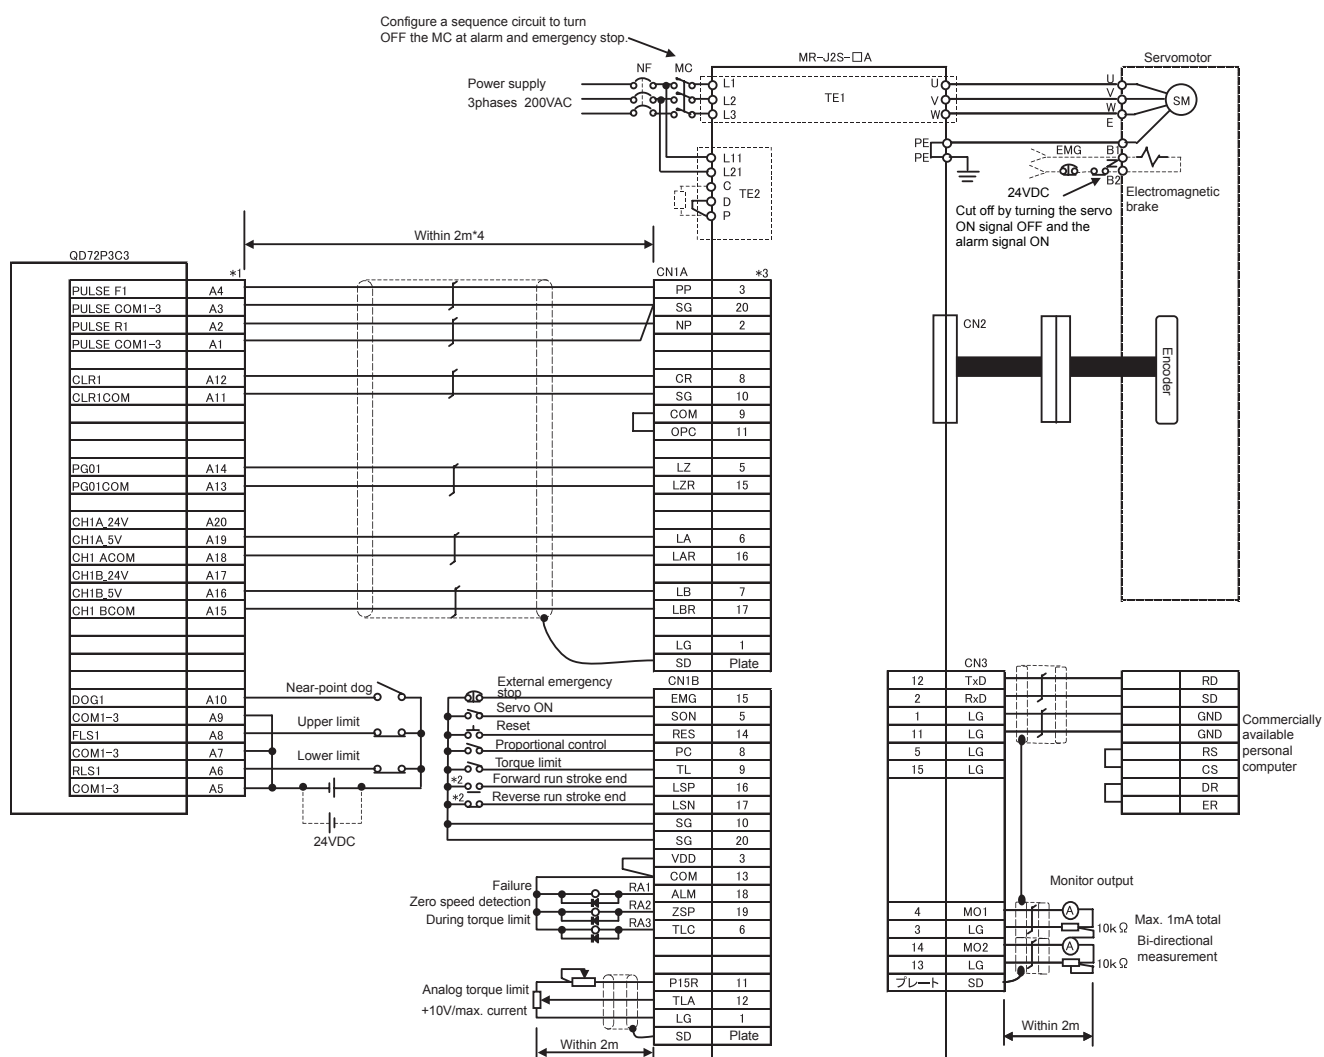 Configure a sequence circuit to turn
OFF the MC at alarm and emergency stop.
MR-J2S-□A
Servomotor
NF MC
Power supply
3phases 200VAC
L1
L2
L3
TE1
U
V
W
U
V
W
E
SM
PE
PE
L11
L21
C
D
P
TE2
EMG
B1
B2
24VDC
Electromagnetic
brake
Cut off by turning the servo
ON signal OFF and the
alarm signal ON
Within 2m*4
QD72P3C3
*1
CN1A *3
PULSE F1 A4
PULSE COM1-3 A3
PULSE R1 A2
PULSE COM1-3 A1
CLR1 A12
CLR1COM A11
PG01 A14
PG01COM A13
CH1A_24V A20
CH1A_5V A19
CH1 ACOM A18
CH1B_24V A17
CH1B_5V A16
CH1 BCOM A15
DOG1 A10
COM1-3 A9
FLS1 A8
COM1-3 A7
RLS1 A6
COM1-3 A5
PP 3
SG 20
NP 2
CR 8
SG 10
COM 9
OPC 11
LZ 5
LZR 15
LA 6
LAR 16
LB 7
LBR 17
LG 1
SD Plate
CN2
Encoder
Near-point dog
Upper limit
Lower limit
24VDC
CN1B
External emergency
stop
Servo ON
Reset
Proportional control
Torque limit
*2 Forward run stroke end
*2 Reverse run stroke end
EMG 15
SON 5
RES 14
PC 8
TL 9
LSP 16
LSN 17
SG 10
SG 20
VDD 3
COM 13
ALM 18
ZSP 19
TLC 6
P15R 11
TLA 12
LG 1
SD Plate
Failure
Zero speed detection
During torque limit
RA1
RA2
RA3
Analog torque limit
+10V/max. current
Within 2m
CN3
12 TxD
2 RxD
1 LG
11 LG
5 LG
15 LG
4 MO1
3 LG
14 MO2
13 LG
プレート SD
RD
SD
GND
GND
RS
CS
DR
ER
Commercially
available
personal
computer
Monitor output
A
10kΩ
A
10kΩ
Max. 1mA total
Bi-directional
measurement
Within 2m